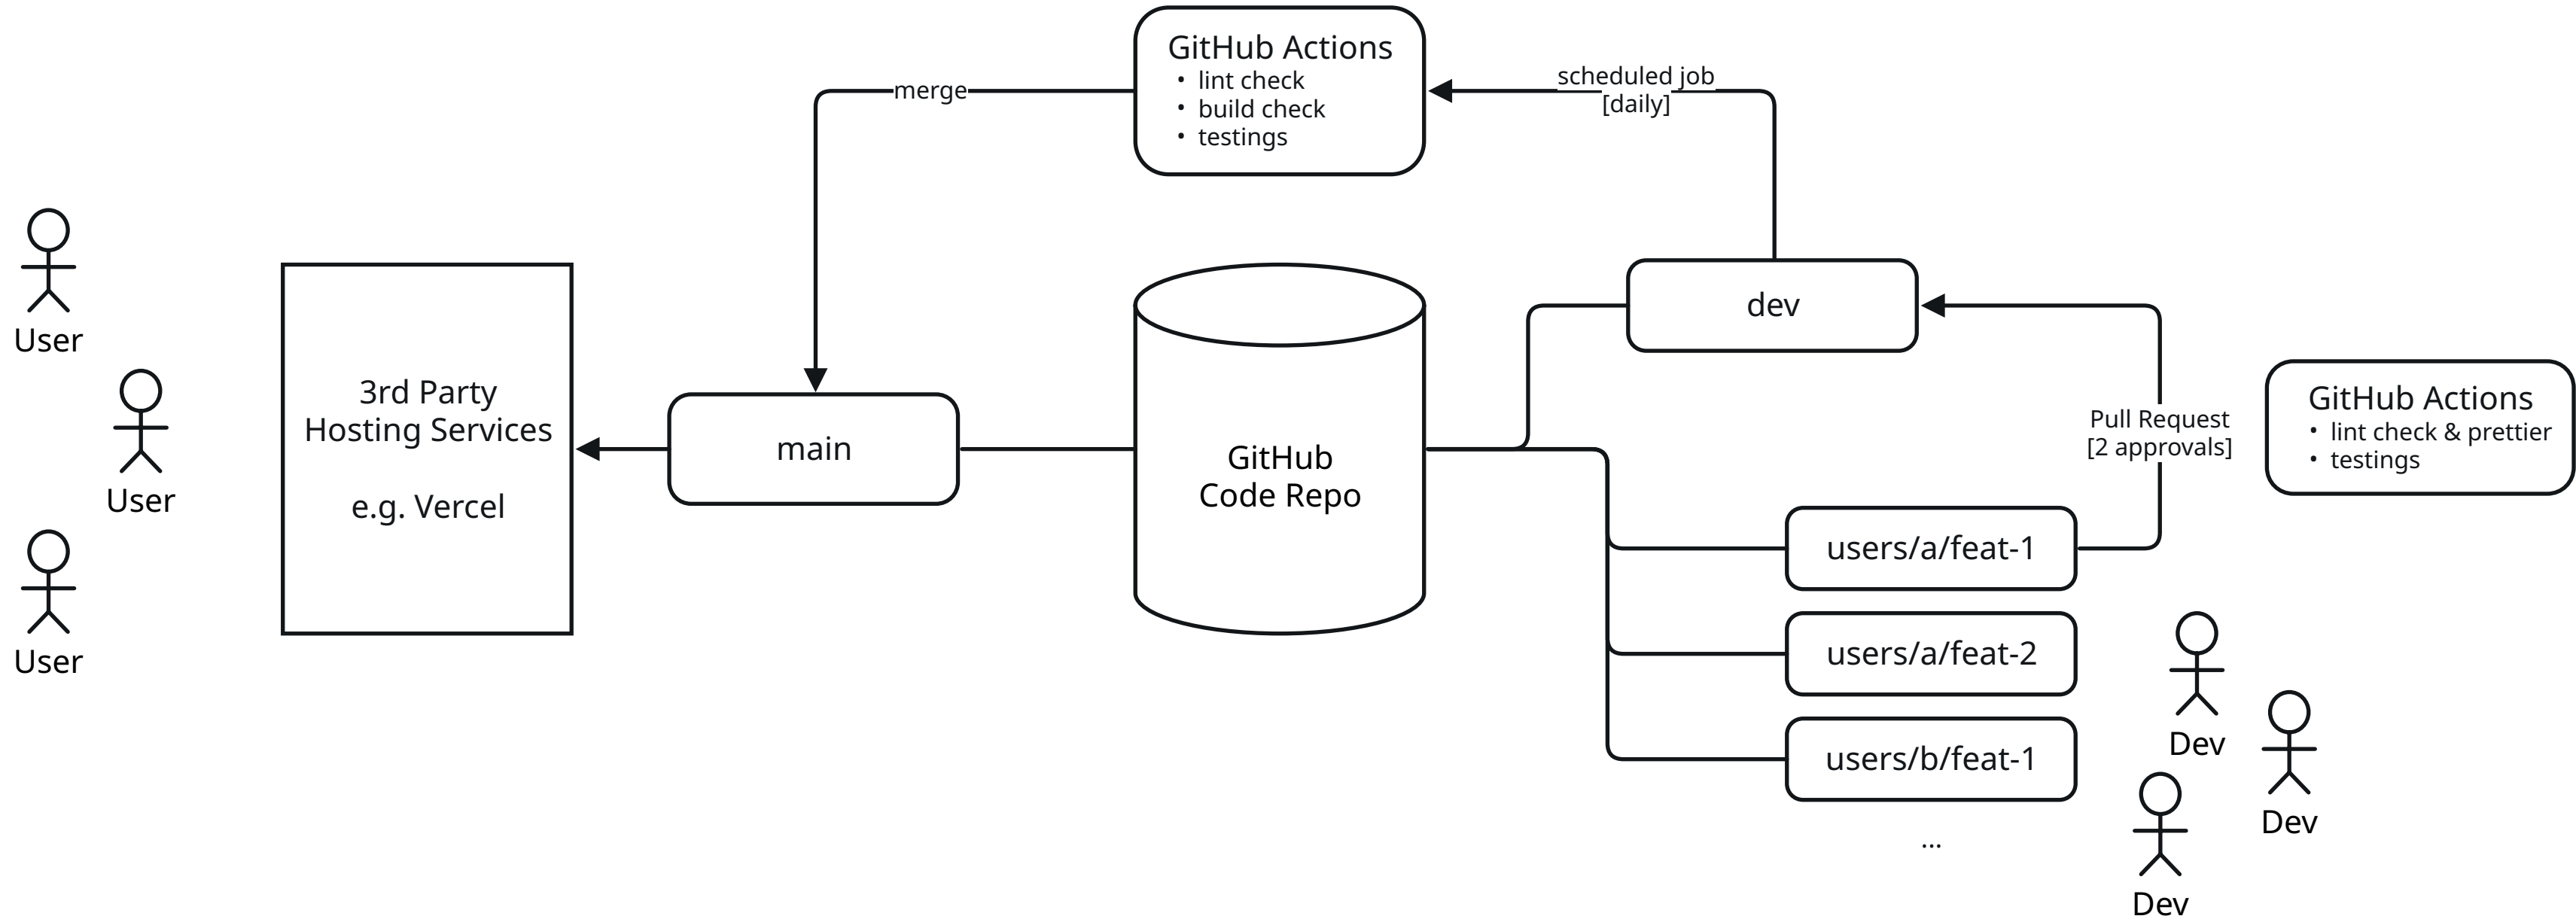 GitHub Actions
• lint check
• build check
• testings
merge
scheduled job
[daily]
User
User
User
3rd Party
Hosting Services
e.g. Vercel
main
GitHub
Code Repo
dev
Pull Request
[2 approvals]
GitHub Actions
• lint check & prettier
• testings
users/a/feat-1
users/a/feat-2
users/b/feat-1
...
Dev
Dev
Dev